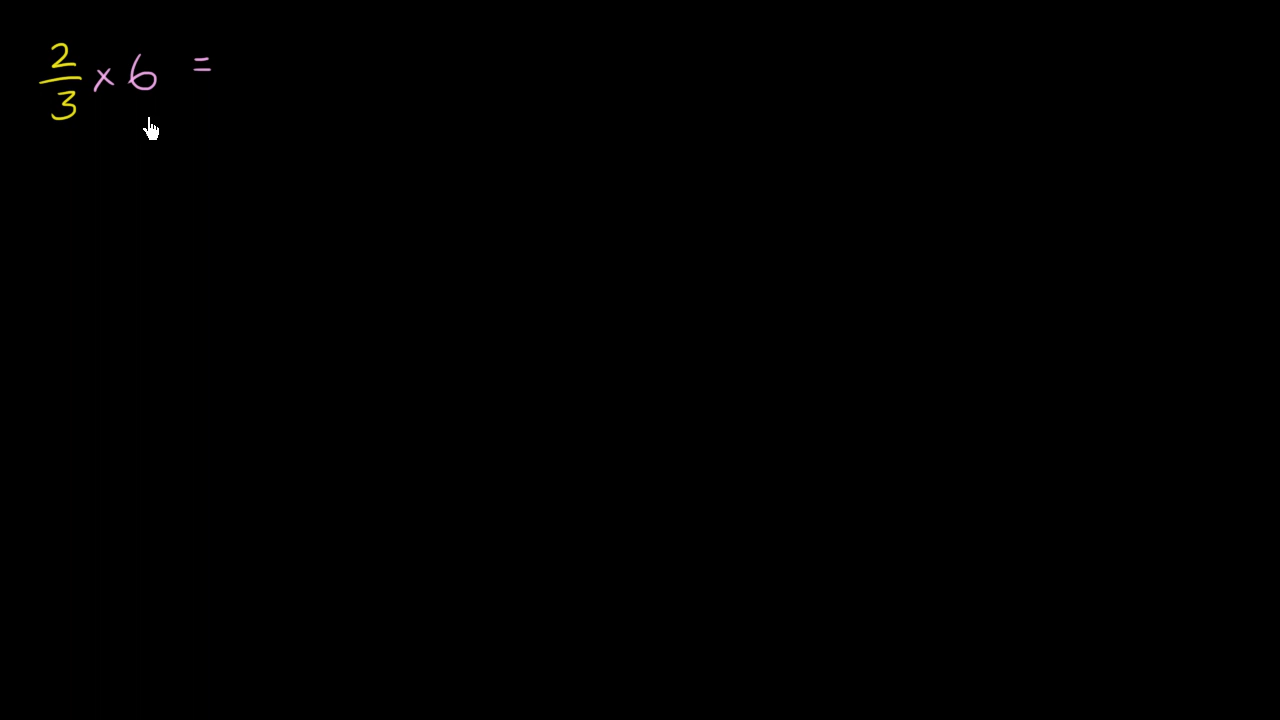 2/3 × 6 =